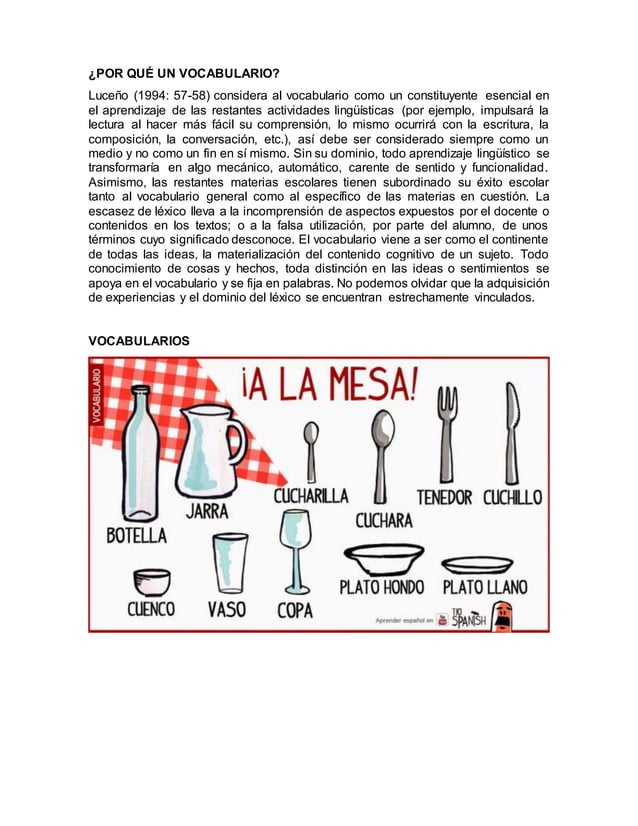 ¿POR QUÉ UN VOCABULARIO?
Luceño (1994: 57-58) considera al vocabulario como un constituyente esencial en
el aprendizaje de las restantes actividades lingüísticas (por ejemplo, impulsará la
lectura al hacer más fácil su comprensión, lo mismo ocurrirá con la escritura, la
composición, la conversación, etc.), así debe ser considerado siempre como un
medio y no como un fin en sí mismo. Sin su dominio, todo aprendizaje lingüístico se
transformaría en algo mecánico, automático, carente de sentido y funcionalidad.
Asimismo, las restantes materias escolares tienen subordinado su éxito escolar
tanto al vocabulario general como al específico de las materias en cuestión. La
escasez de léxico lleva a la incomprensión de aspectos expuestos por el docente o
contenidos en los textos; o a la falsa utilización, por parte del alumno, de unos
términos cuyo significado desconoce. El vocabulario viene a ser como el continente
de todas las ideas, la materialización del contenido cognitivo de un sujeto. Todo
conocimiento de cosas y hechos, toda distinción en las ideas o sentimientos se
apoya en el vocabulario y se fija en palabras. No podemos olvidar que la adquisición
de experiencias y el dominio del léxico se encuentran estrechamente vinculados.
VOCABULARIOS
VOCABULARIO
¡A LA MESA!
BOTELLA
JARRA
CUCHARILLA
CUCHARA
TENEDOR
CUCHILLO
CUENCO
VASO
COPA
PLATO HONDO
PLATO LLANO
Aprender español en
You Tube
TIO
SPANISH